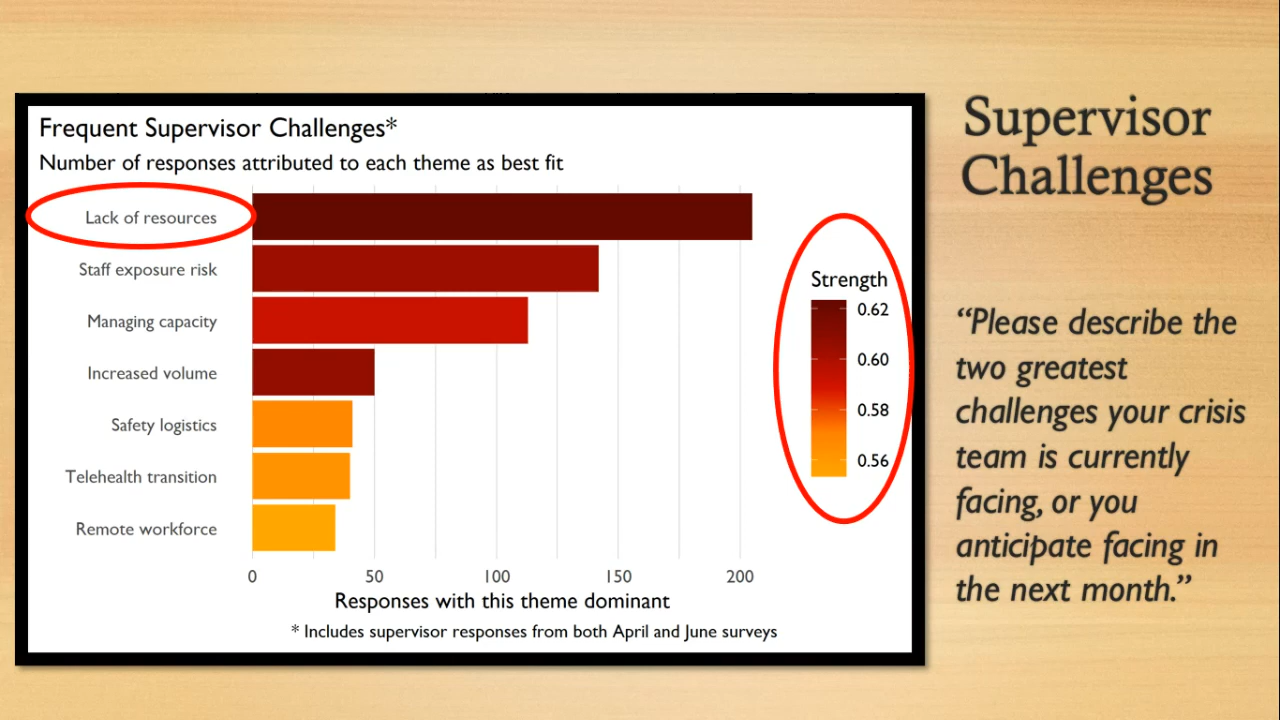 Frequent Supervisor Challenges*
Number of responses attributed to each theme as best fit
Lack of resources
Staff exposure risk
Managing capacity
Increased volume
Safety logistics
Telehealth transition
Remote workforce
0 50 100 150 200
Responses with this theme dominant
* Includes supervisor responses from both April and June surveys
Strength
0.62
0.60
0.58
0.56
Supervisor
Challenges
“Please describe the
two greatest
challenges your crisis
team is currently
facing, or you
anticipate facing in
the next month.”